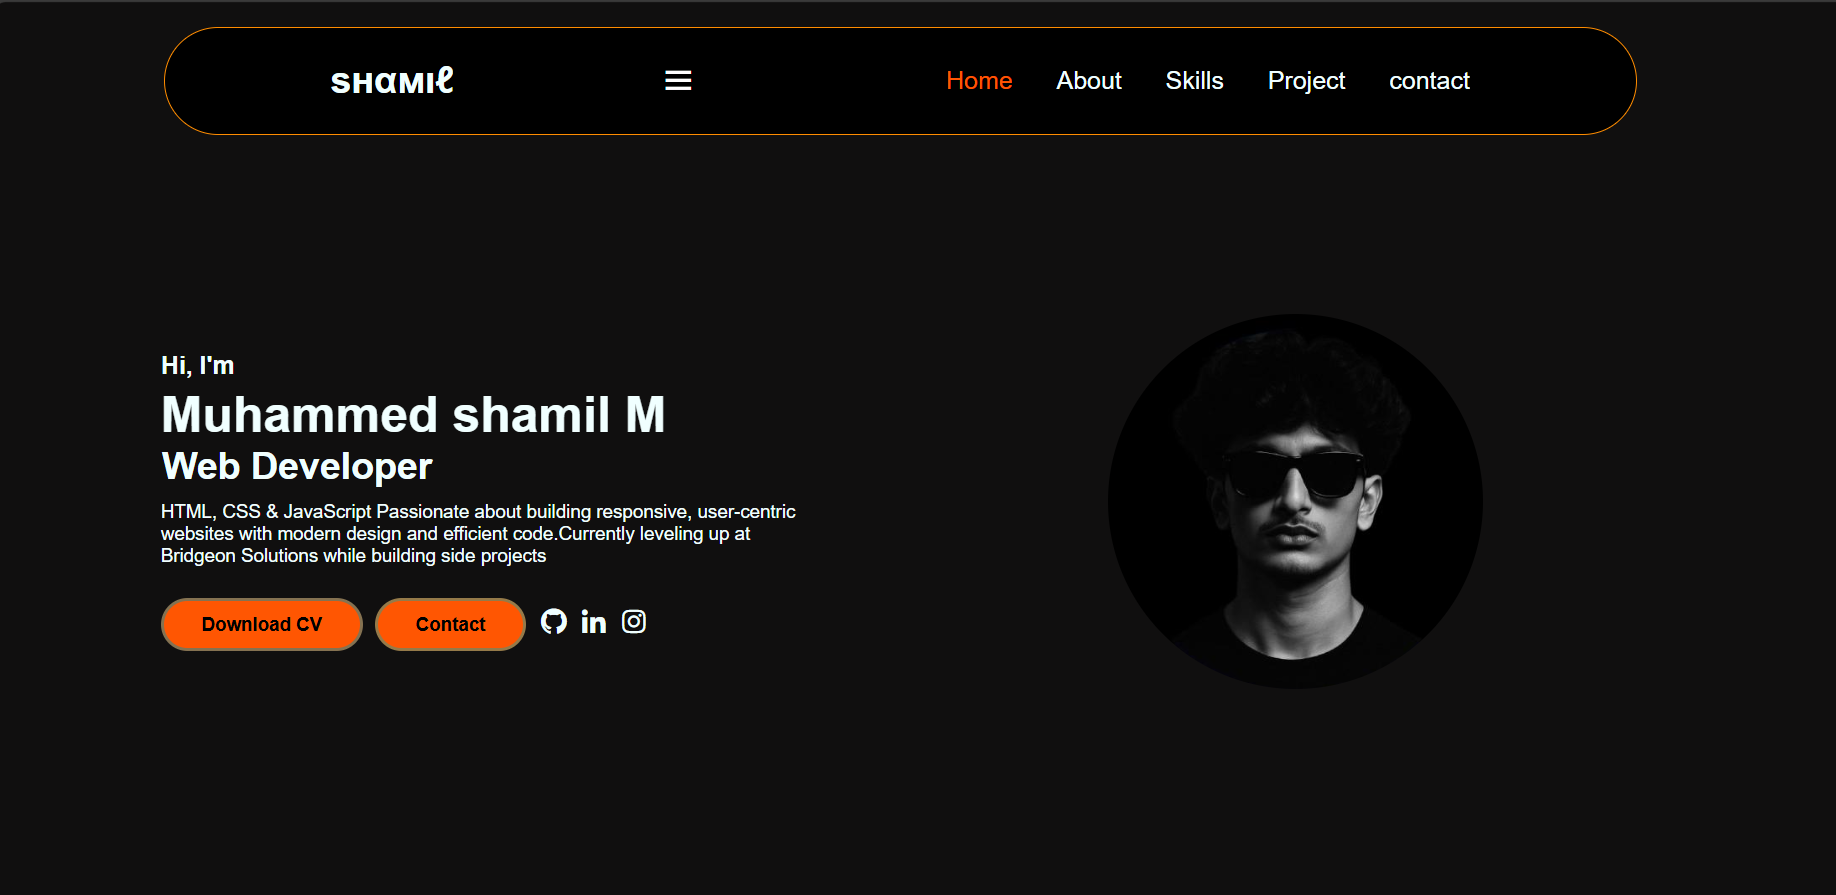 ѕнαмιℓ
Home About Skills Project contact
Hi, I'm
Muhammed shamil M
Web Developer
HTML, CSS & JavaScript Passionate about building responsive, user-centric
websites with modern design and efficient code.Currently leveling up at
Bridgeon Solutions while building side projects
Download CV Contact